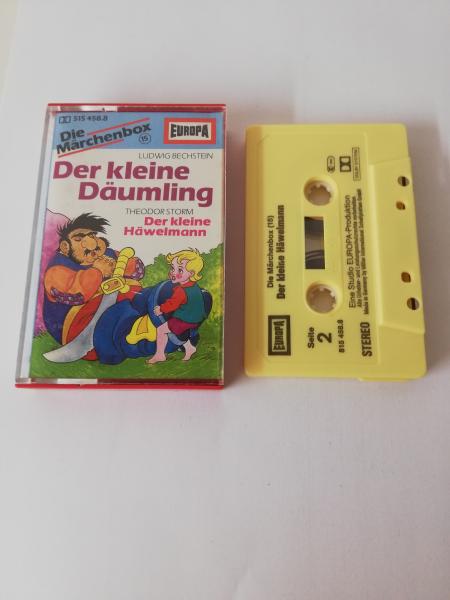 515 458.8
Die
Märchenbox
15
EUROPA
LUDWIG BECHSTEIN
Der kleine
Däumling
THEODOR STORM
Der kleine
Häwelmann
Die Märchenbox (15)
Der kleine Häwelmann
EUROPA
Seite
2
515 458.8
Eine Studio EUROPA-Produktion
STEREO